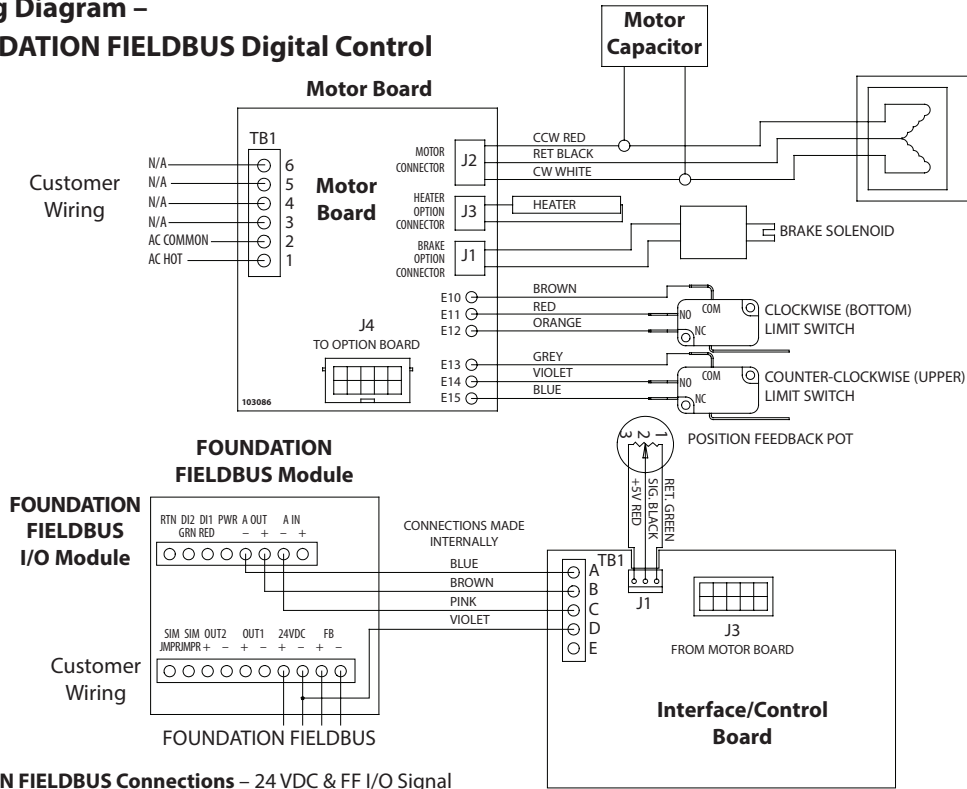 g Diagram –
DATION FIELDBUS Digital Control
Motor
Capacitor
Motor Board
TB1
N/A
N/A
N/A
N/A
AC COMMON
AC HOT
6
5
4
3
2
1
Customer
Wiring
Motor
Board
MOTOR
CONNECTOR
J2
HEATER
OPTION
CONNECTOR
J3
BRAKE
OPTION
CONNECTOR
J1
CCW RED
RET BLACK
CW WHITE
HEATER
BRAKE SOLENOID
E10
E11
E12
BROWN
RED
ORANGE
NO
COM
NC
CLOCKWISE (BOTTOM)
LIMIT SWITCH
J4
TO OPTION BOARD
E13
E14
E15
GREY
VIOLET
BLUE
NO
COM
NC
COUNTER-CLOCKWISE (UPPER)
LIMIT SWITCH
103086
3 2 1
POSITION FEEDBACK POT
+5V RED
SIG. BLACK
RET. GREEN
FOUNDATION
FIELDBUS Module
FOUNDATION
FIELDBUS
I/O Module
RTN DI2 DI1 PWR A OUT A IN
GRN RED – + – +
CONNECTIONS MADE
INTERNALLY
BLUE
BROWN
PINK
VIOLET
TB1
A
B
C
D
E
J1
J3
FROM MOTOR BOARD
SIM SIM OUT2 OUT1 24VDC FB
JMPR JMPR + – + – + – + –
Customer
Wiring
FOUNDATION FIELDBUS
Interface/Control
Board
N FIELDBUS Connections – 24 VDC & FF I/O Signal